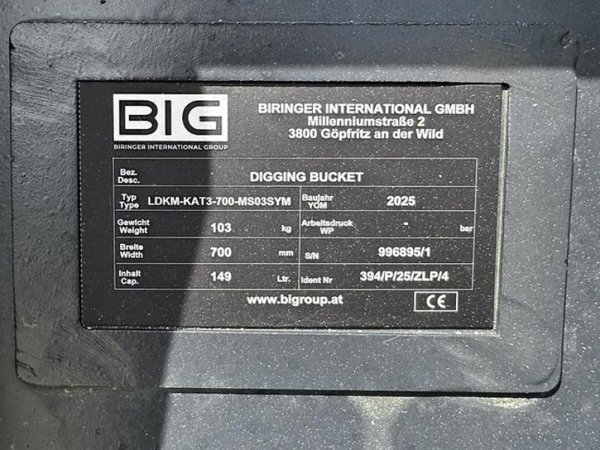 BIG
BIRINGER INTERNATIONAL GROUP
BIRINGER INTERNATIONAL GMBH
Millenniumstraße 2
3800 Göpfritz an der Wild
Bez.
Desc.
DIGGING BUCKET
Typ
Type
LDKM-KAT3-700-MS03SYM
Baujahr
YOM
2025
Gewicht
Weight
103 kg
Arbeitsdruck
WP
- bar
Breite
Width
700 mm
S/N
996895/1
Inhalt
Cap.
149 Ltr.
Ident Nr
394/P/25/ZLP/4
www.bigroup.at
CE